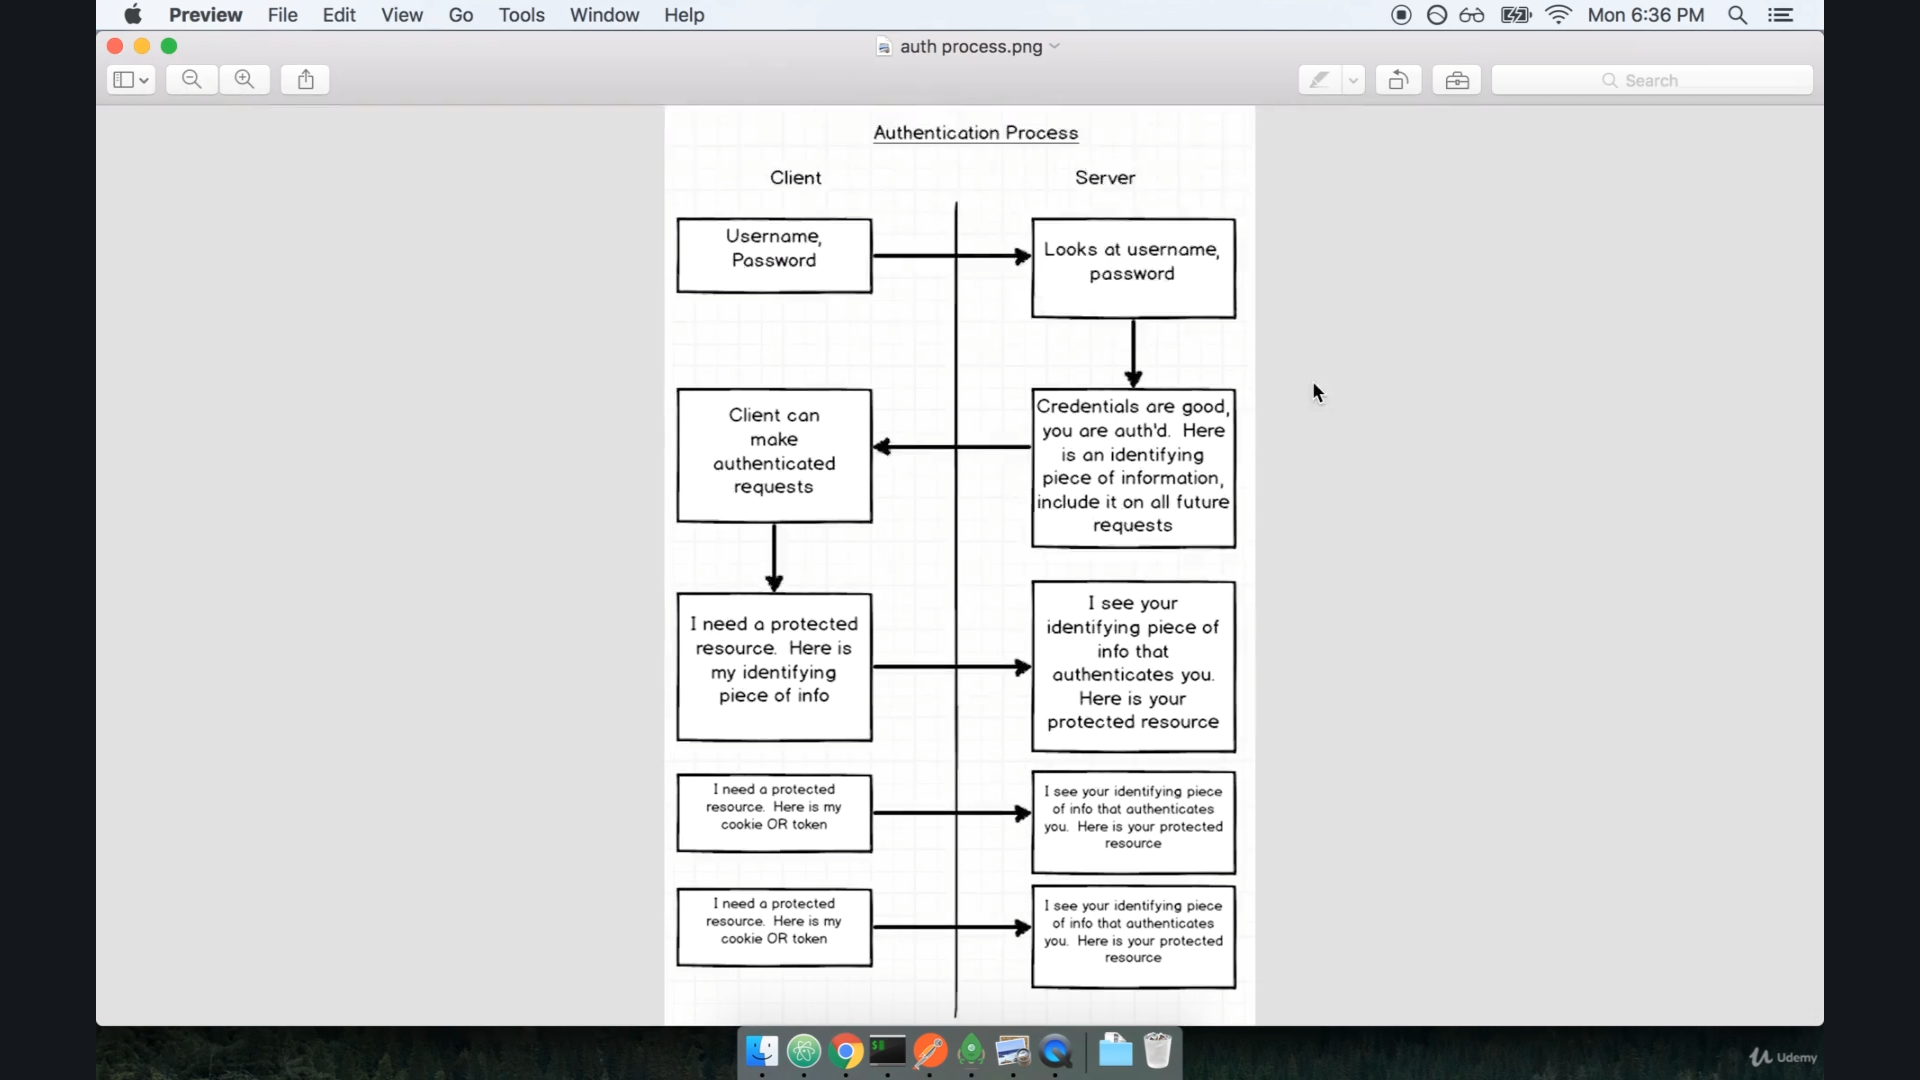 Preview File Edit View Go Tools Window Help
Mon 6:36 PM
auth process.png
Search
Authentication Process
Client
Server
Username,
Password
Looks at username,
password
Client can
make
authenticated
requests
Credentials are good,
you are auth'd. Here
is an identifying
piece of information,
include it on all future
requests
I need a protected
resource. Here is
my identifying
piece of info
I see your
identifying piece of
info that
authenticates you.
Here is your
protected resource
I need a protected
resource. Here is my
cookie OR token
I see your identifying piece
of info that authenticates
you. Here is your protected
resource
I need a protected
resource. Here is my
cookie OR token
I see your identifying piece
of info that authenticates
you. Here is your protected
resource
$
Udemy